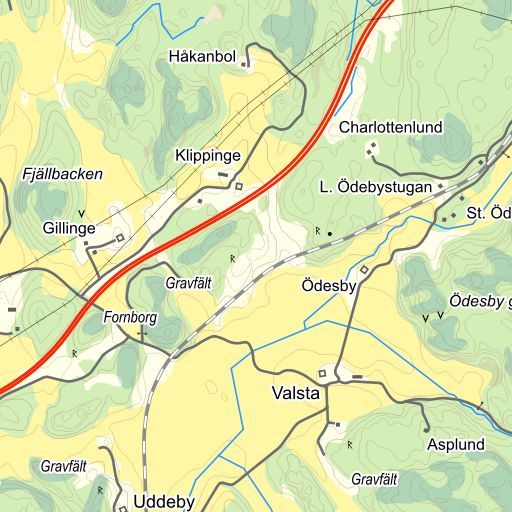 Håkanbol
Charlottenlund
Klippinge
Fjällbacken
L. Ödebystugan
St. Öd
Gillinge
R
R
Gravfält
Ödesby
Ödesby g
Fornborg
R
Valsta
Asplund
R
Gravfält
Gravfält
R
Uddeby